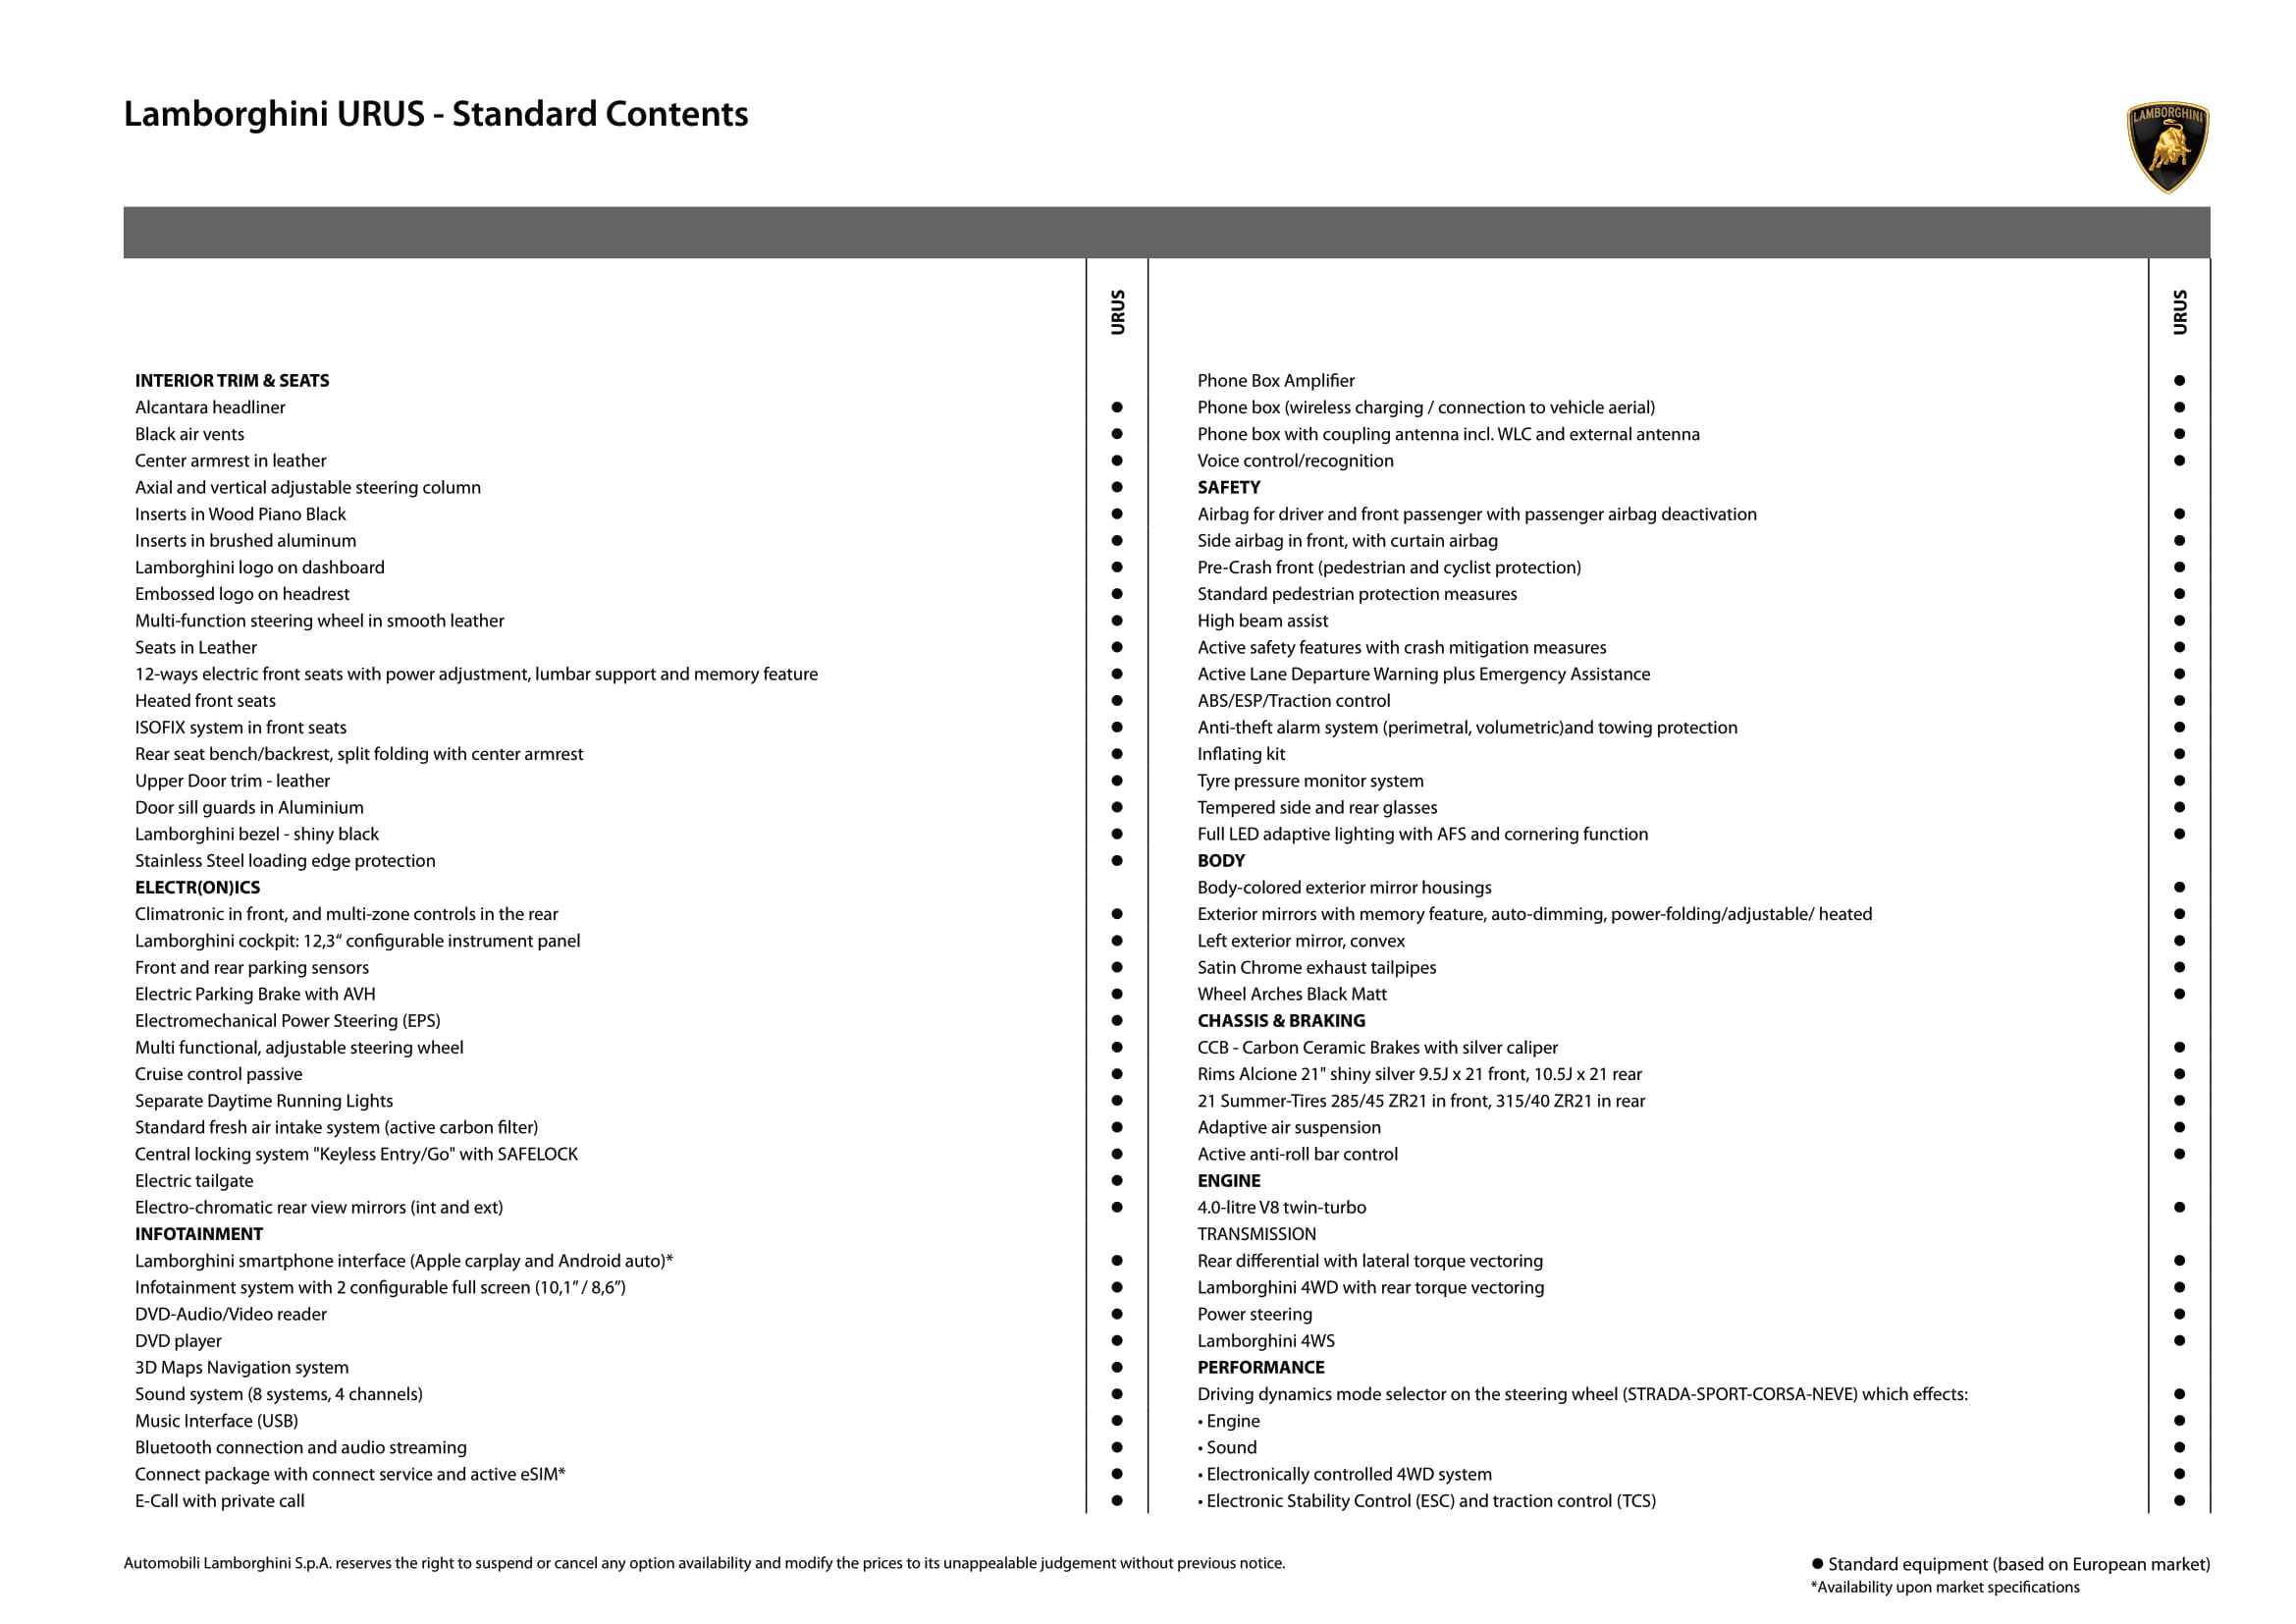 Lamborghini URUS - Standard Contents
LAMBORGHINI
URUS
INTERIOR TRIM & SEATS
Alcantara headliner ●
Black air vents ●
Center armrest in leather ●
Axial and vertical adjustable steering column ●
Inserts in Wood Piano Black ●
Inserts in brushed aluminum ●
Lamborghini logo on dashboard ●
Embossed logo on headrest ●
Multi-function steering wheel in smooth leather ●
Seats in Leather ●
12-ways electric front seats with power adjustment, lumbar support and memory feature ●
Heated front seats ●
ISOFIX system in front seats ●
Rear seat bench/backrest, split folding with center armrest ●
Upper Door trim - leather ●
Door sill guards in Aluminium ●
Lamborghini bezel - shiny black ●
Stainless Steel loading edge protection ●
ELECTR(ON)ICS
Climatronic in front, and multi-zone controls in the rear ●
Lamborghini cockpit: 12,3“ configurable instrument panel ●
Front and rear parking sensors ●
Electric Parking Brake with AVH ●
Electromechanical Power Steering (EPS) ●
Multi functional, adjustable steering wheel ●
Cruise control passive ●
Separate Daytime Running Lights ●
Standard fresh air intake system (active carbon filter) ●
Central locking system "Keyless Entry/Go" with SAFELOCK ●
Electric tailgate ●
Electro-chromatic rear view mirrors (int and ext) ●
INFOTAINMENT
Lamborghini smartphone interface (Apple carplay and Android auto)* ●
Infotainment system with 2 configurable full screen (10,1” / 8,6”) ●
DVD-Audio/Video reader ●
DVD player ●
3D Maps Navigation system ●
Sound system (8 systems, 4 channels) ●
Music Interface (USB) ●
Bluetooth connection and audio streaming ●
Connect package with connect service and active eSIM* ●
E-Call with private call ●
URUS
Phone Box Amplifier ●
Phone box (wireless charging / connection to vehicle aerial) ●
Phone box with coupling antenna incl. WLC and external antenna ●
Voice control/recognition ●
SAFETY
Airbag for driver and front passenger with passenger airbag deactivation ●
Side airbag in front, with curtain airbag ●
Pre-Crash front (pedestrian and cyclist protection) ●
Standard pedestrian protection measures ●
High beam assist ●
Active safety features with crash mitigation measures ●
Active Lane Departure Warning plus Emergency Assistance ●
ABS/ESP/Traction control ●
Anti-theft alarm system (perimetral, volumetric)and towing protection ●
Inflating kit ●
Tyre pressure monitor system ●
Tempered side and rear glasses ●
Full LED adaptive lighting with AFS and cornering function ●
BODY
Body-colored exterior mirror housings ●
Exterior mirrors with memory feature, auto-dimming, power-folding/adjustable/ heated ●
Left exterior mirror, convex ●
Satin Chrome exhaust tailpipes ●
Wheel Arches Black Matt ●
CHASSIS & BRAKING
CCB - Carbon Ceramic Brakes with silver caliper ●
Rims Alcione 21" shiny silver 9.5J x 21 front, 10.5J x 21 rear ●
21 Summer-Tires 285/45 ZR21 in front, 315/40 ZR21 in rear ●
Adaptive air suspension ●
Active anti-roll bar control ●
ENGINE
4.0-litre V8 twin-turbo ●
TRANSMISSION
Rear differential with lateral torque vectoring ●
Lamborghini 4WD with rear torque vectoring ●
Power steering ●
Lamborghini 4WS ●
PERFORMANCE
Driving dynamics mode selector on the steering wheel (STRADA-SPORT-CORSA-NEVE) which effects: ●
• Engine ●
• Sound ●
• Electronically controlled 4WD system ●
• Electronic Stability Control (ESC) and traction control (TCS) ●
Automobili Lamborghini S.p.A. reserves the right to suspend or cancel any option availability and modify the prices to its unappealable judgement without previous notice.
● Standard equipment (based on European market)
*Availability upon market specifications